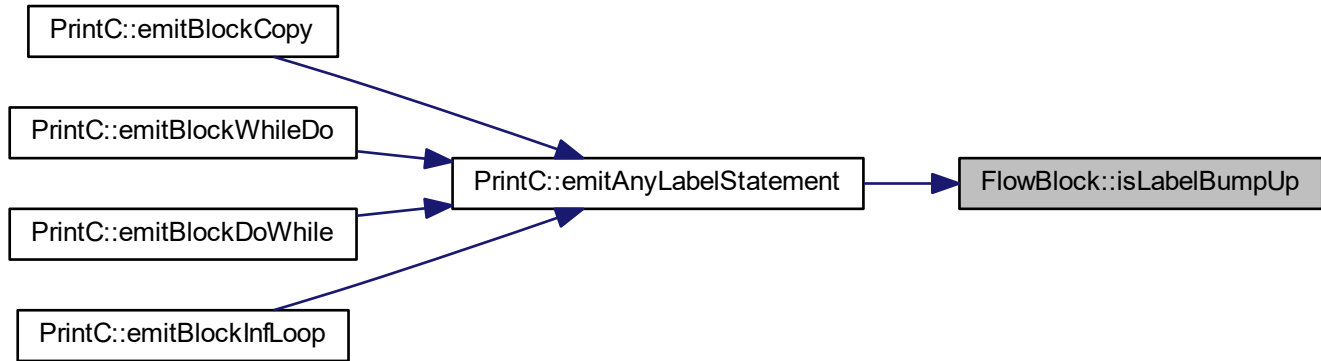 PrintC::emitBlockCopy
PrintC::emitBlockWhileDo
PrintC::emitAnyLabelStatement
FlowBlock::isLabelBumpUp
PrintC::emitBlockDoWhile
PrintC::emitBlockInfLoop